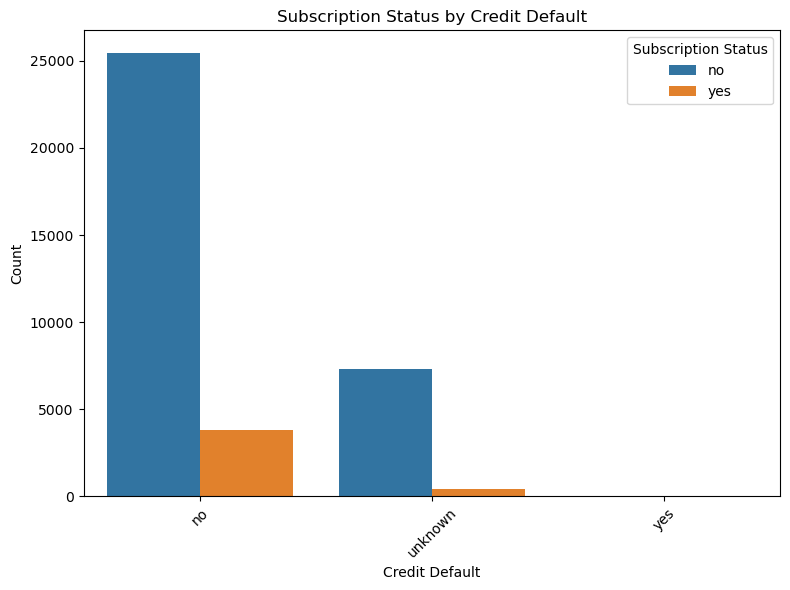 Subscription Status by Credit Default
Subscription Status
no
yes
Count
25000
20000
15000
10000
5000
0
no
unknown
yes
Credit Default